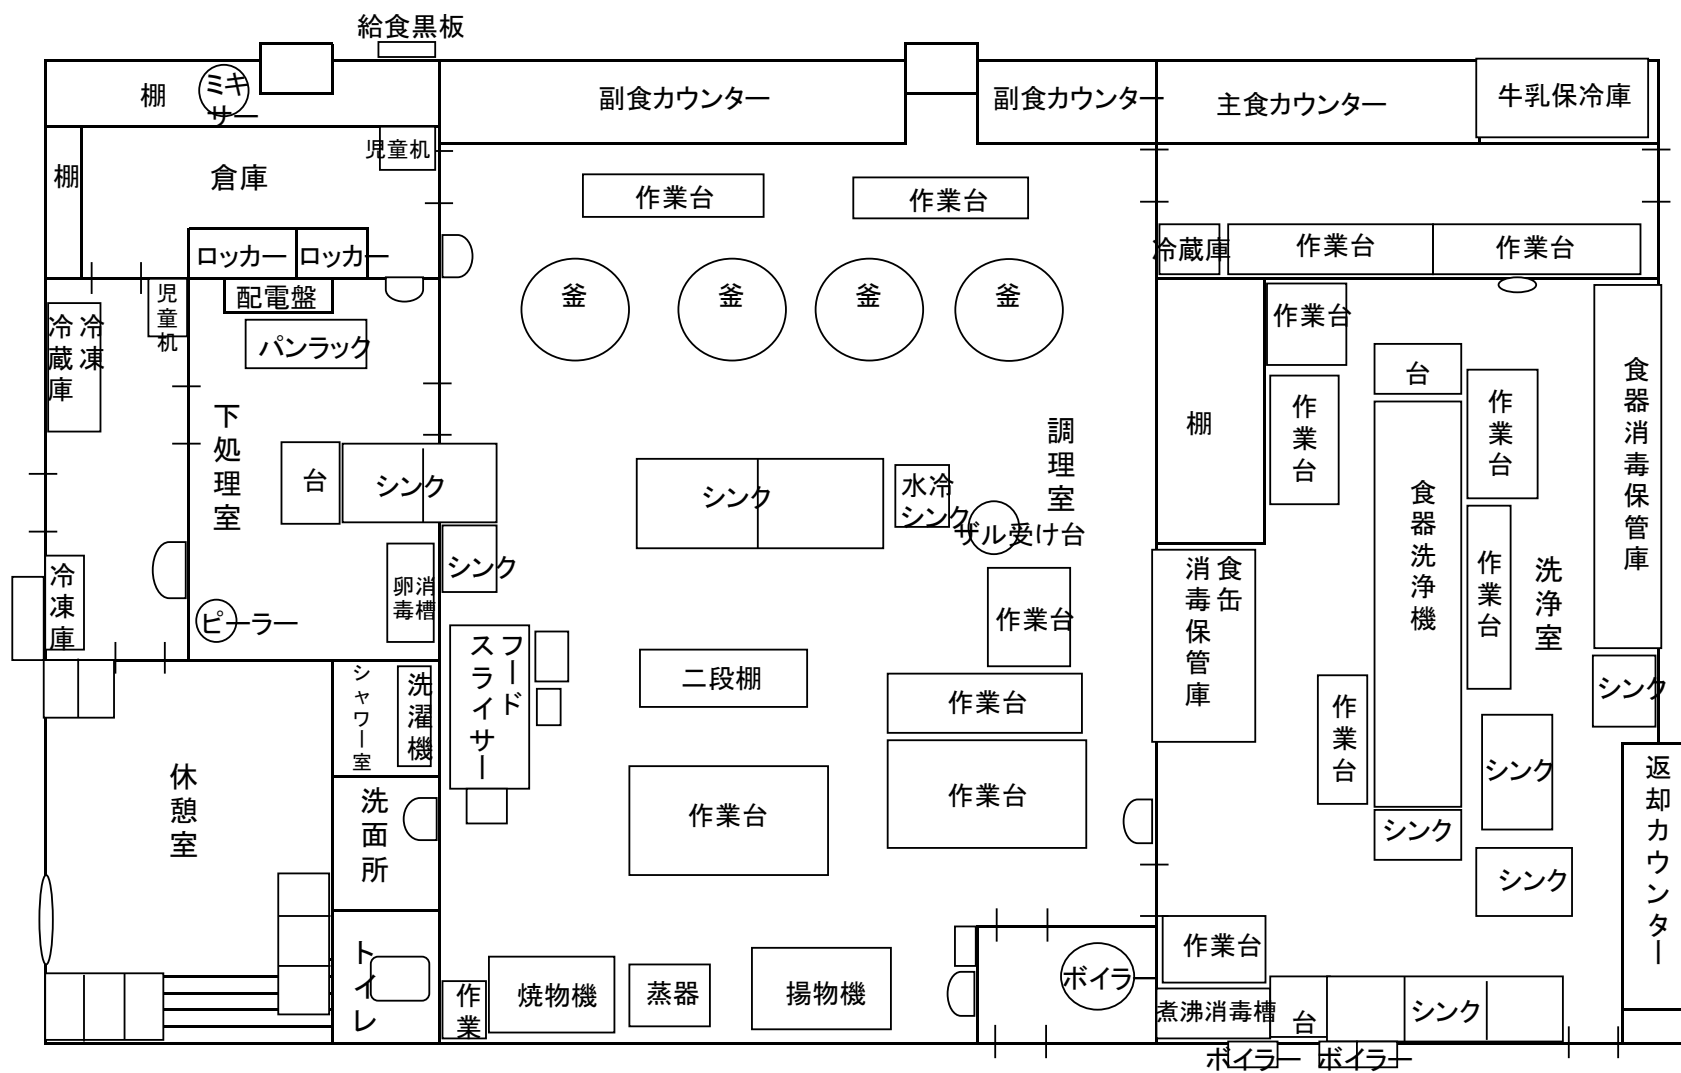 給食黒板
棚
ミキ
サー
副食カウンター
副食カウンター
主食カウンター
牛乳保冷庫
棚
倉庫
児童机
作業台
作業台
ロッカー
ロッカー
冷蔵庫
作業台
作業台
児童机
配電盤
釜
釜
釜
釜
作業台
冷凍
冷蔵庫
パンラック
台
食器消毒保管庫
下処理室
調理室
棚
作業台
作業台
台
シンク
シンク
水冷
シンク
ザル受け台
食器洗浄機
作業台
洗浄室
シンク
卵消毒槽
冷凍庫
ピーラー
食缶
消毒保管庫
作業台
フード
スライサー
二段棚
作業台
シャワー室
洗濯機
シンク
作業台
休憩室
洗面所
作業台
作業台
シンク
シンク
シンク
返却カウンター
トイレ
作業
焼物機
蒸器
揚物機
ボイラー
作業台
煮沸消毒槽
台
シンク
ボイラー
ボイラー